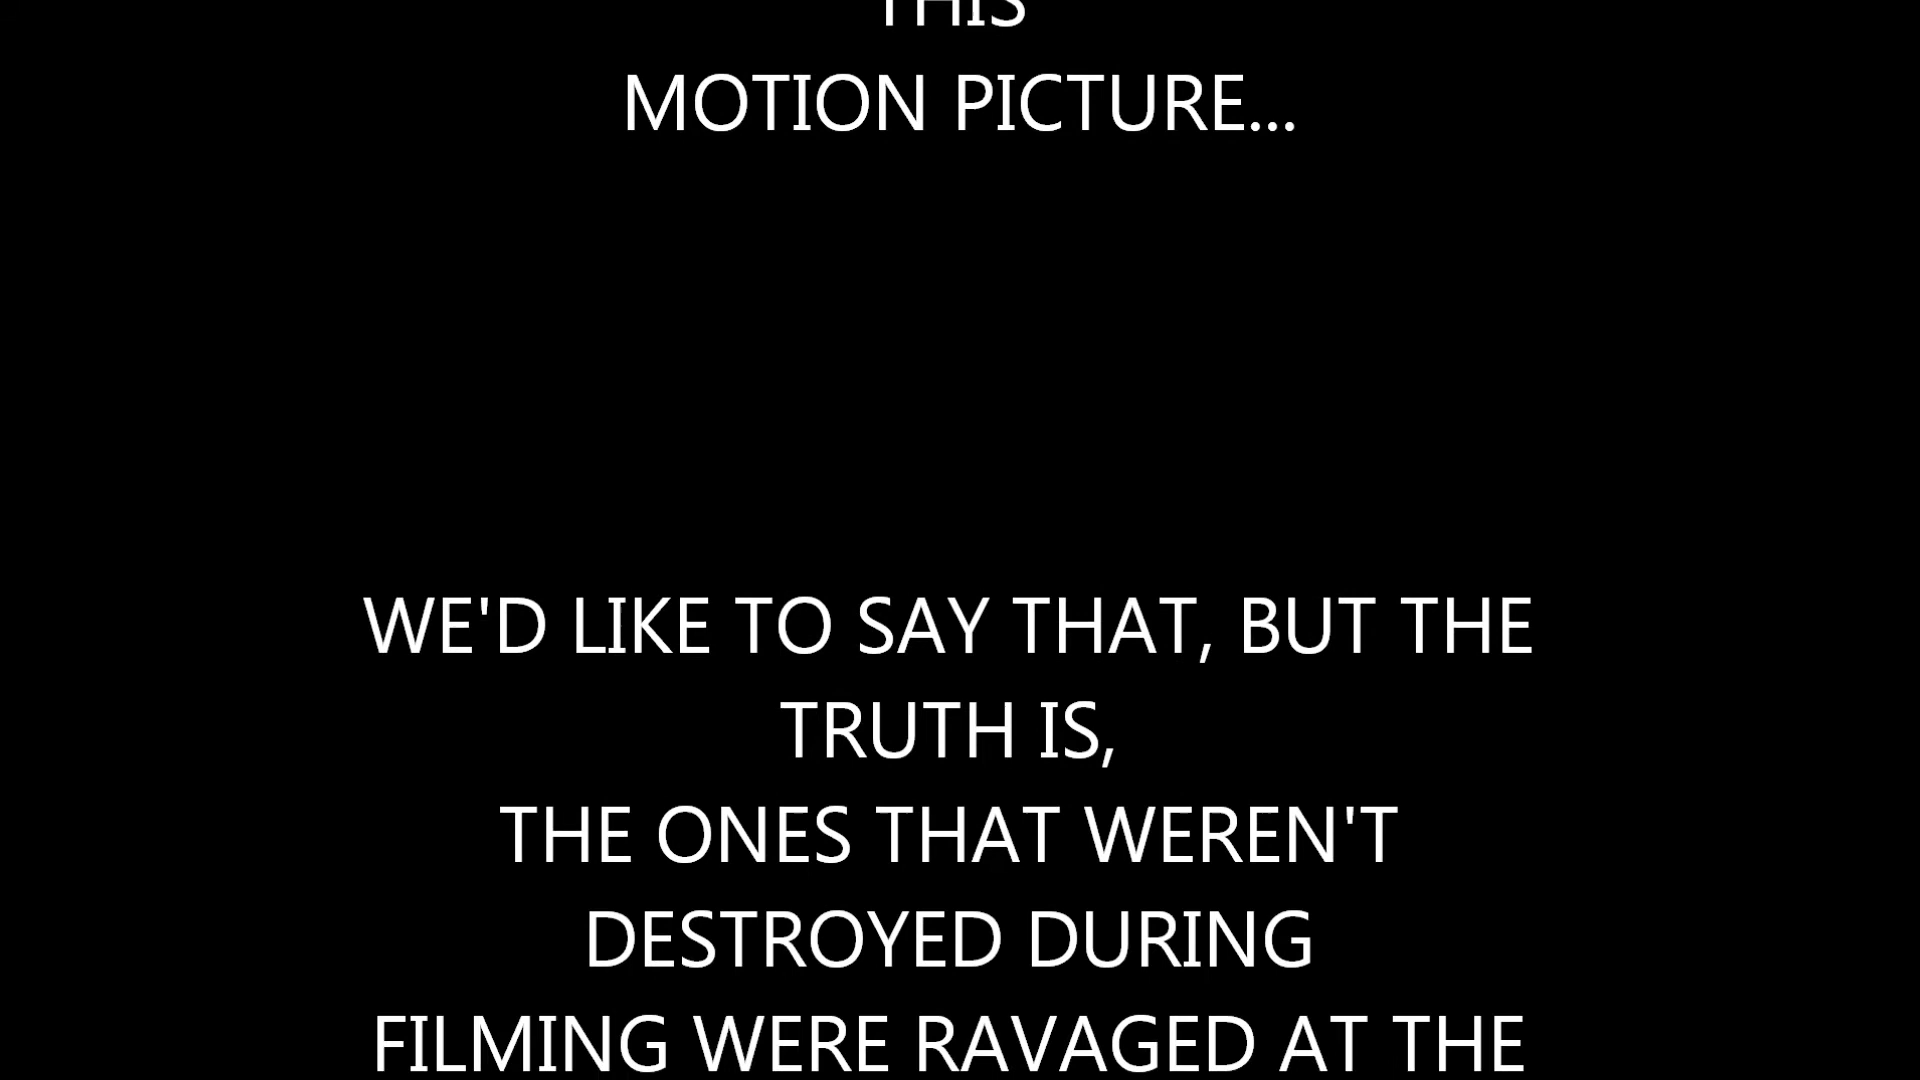 THIS
MOTION PICTURE...
WE'D LIKE TO SAY THAT, BUT THE
TRUTH IS,
THE ONES THAT WEREN'T
DESTROYED DURING
FILMING WERE RAVAGED AT THE